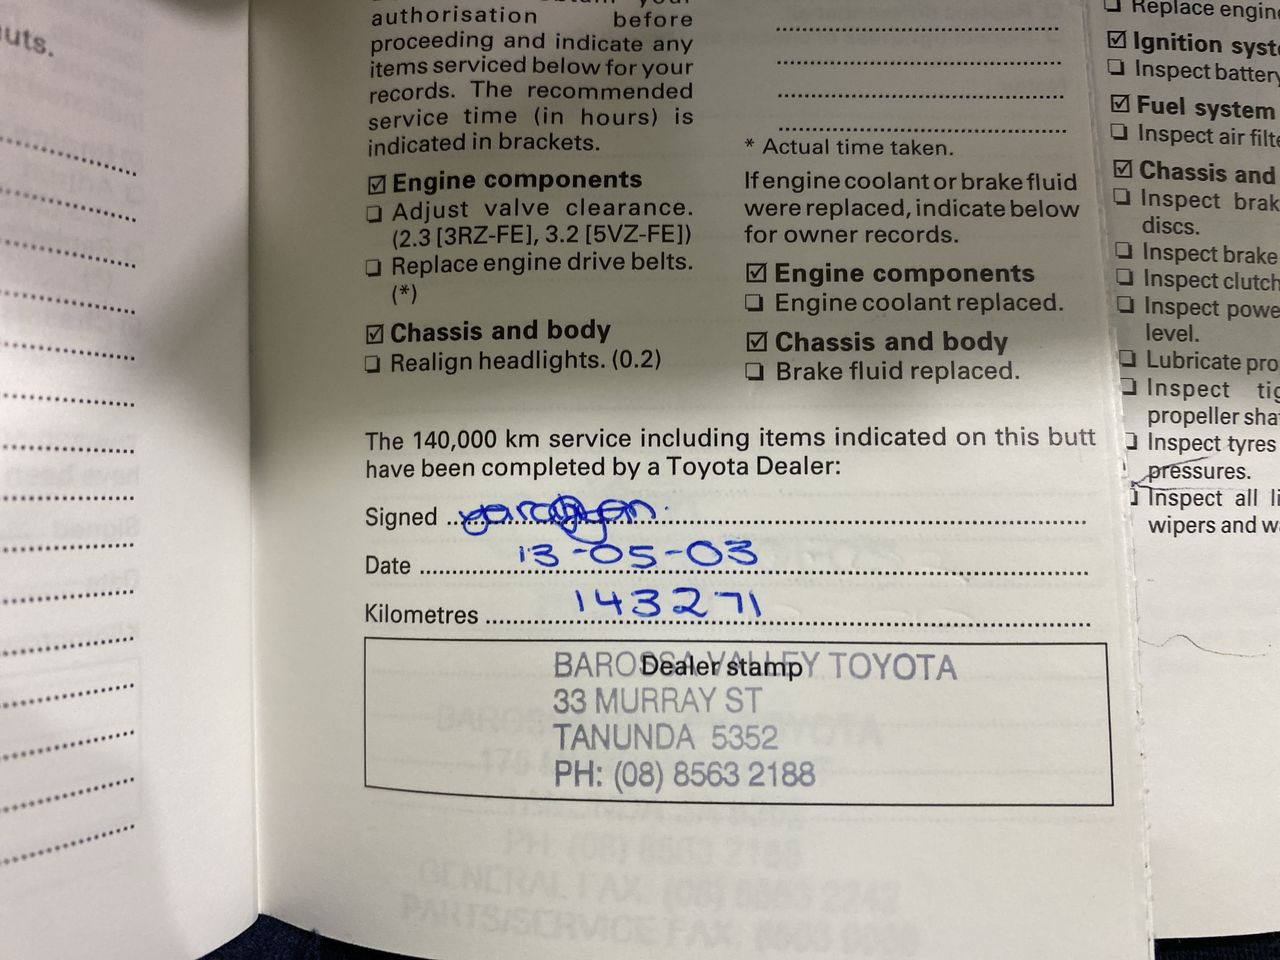 uts.
authorisation before
proceeding and indicate any
items serviced below for your
records. The recommended
service time (in hours) is
indicated in brackets.
☑ Engine components
❑ Adjust valve clearance.
(2.3 [3RZ-FE], 3.2 [5VZ-FE])
❑ Replace engine drive belts.
(*)
☑ Chassis and body
❑ Realign headlights. (0.2)
* Actual time taken.
If engine coolant or brake fluid
were replaced, indicate below
for owner records.
☑ Engine components
❑ Engine coolant replaced.
☑ Chassis and body
❑ Brake fluid replaced.
The 140,000 km service including items indicated on this butt
have been completed by a Toyota Dealer:
Signed
Date 13-05-03
Kilometres 143271
Dealer stamp
BAROSSA VALLEY TOYOTA
33 MURRAY ST
TANUNDA 5352
PH: (08) 8563 2188
❑ Replace engine
☑ Ignition syst
❑ Inspect battery
☑ Fuel system
❑ Inspect air filte
☑ Chassis and
❑ Inspect brak
discs.
❑ Inspect brake
❑ Inspect clutch
❑ Inspect powe
level.
❑ Lubricate pro
❑ Inspect tig
propeller sha
❑ Inspect tyres
pressures.
❑ Inspect all li
wipers and w